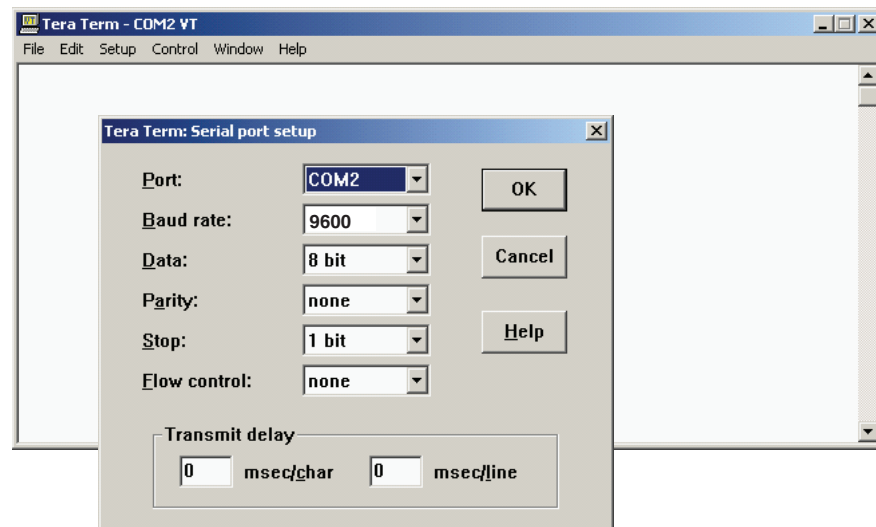 Tera Term - COM2 VT
File Edit Setup Control Window Help
Tera Term: Serial port setup
Port: COM2 OK
Baud rate: 9600
Data: 8 bit Cancel
Parity: none
Stop: 1 bit Help
Flow control: none
Transmit delay
0 msec/char 0 msec/line